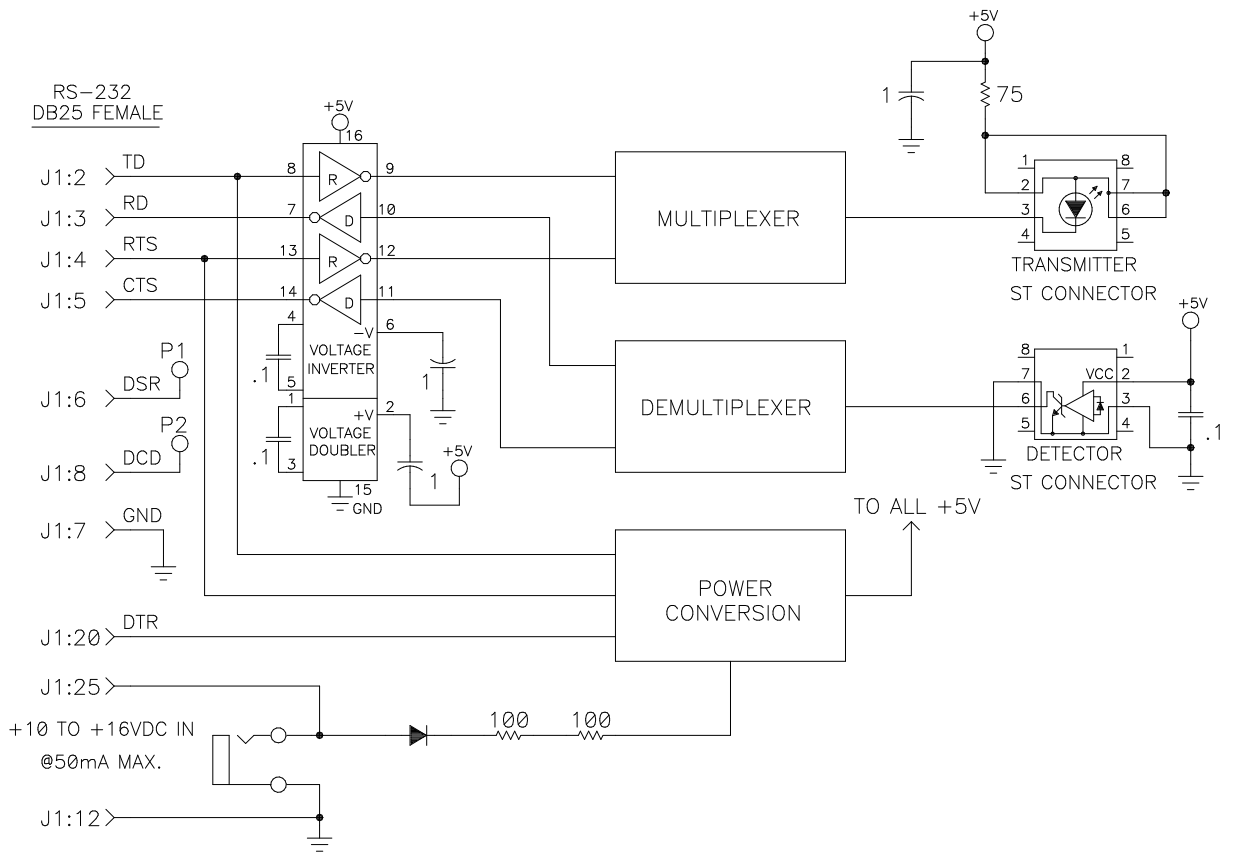 RS-232
DB25 FEMALE
+5V
16
+5V
1
75
J1:2 TD
8
R
9
J1:3 RD
7
D
10
J1:4 RTS
13
R
12
J1:5 CTS
14
D
11
MULTIPLEXER
1
2
3
4
8
7
6
5
TRANSMITTER
ST CONNECTOR
4
.1
5
-V
6
VOLTAGE
INVERTER
1
P1
J1:6 DSR
1
.1
3
+V
2
VOLTAGE
DOUBLER
1
+5V
P2
J1:8 DCD
15
GND
DEMULTIPLEXER
+5V
8
7
6
5
VCC
1
2
3
4
.1
DETECTOR
ST CONNECTOR
J1:7 GND
TO ALL +5V
POWER
CONVERSION
J1:20 DTR
J1:25
+10 TO +16VDC IN
@50mA MAX.
100
100
J1:12